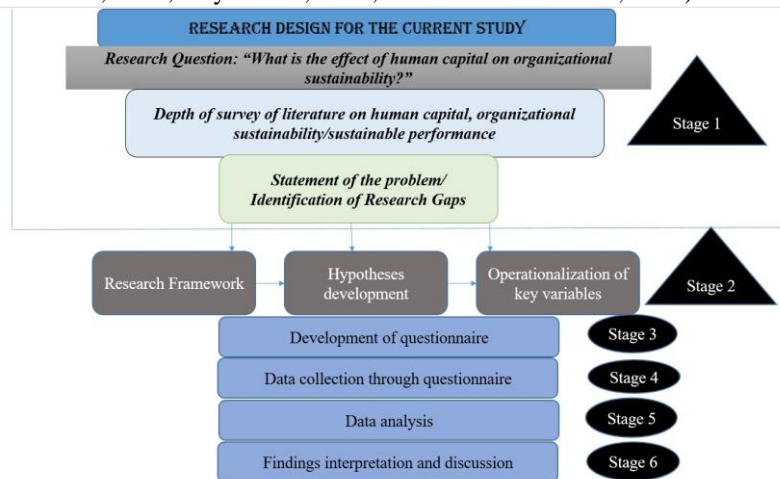 RESEARCH DESIGN FOR THE CURRENT STUDY
Research Question: “What is the effect of human capital on organizational
sustainability?”
Depth of survey of literature on human capital, organizational
sustainability/sustainable performance
Stage 1
Statement of the problem/
Identification of Research Gaps
Research Framework
Hypotheses
development
Operationalization of
key variables
Stage 2
Development of questionnaire
Stage 3
Data collection through questionnaire
Stage 4
Data analysis
Stage 5
Findings interpretation and discussion
Stage 6